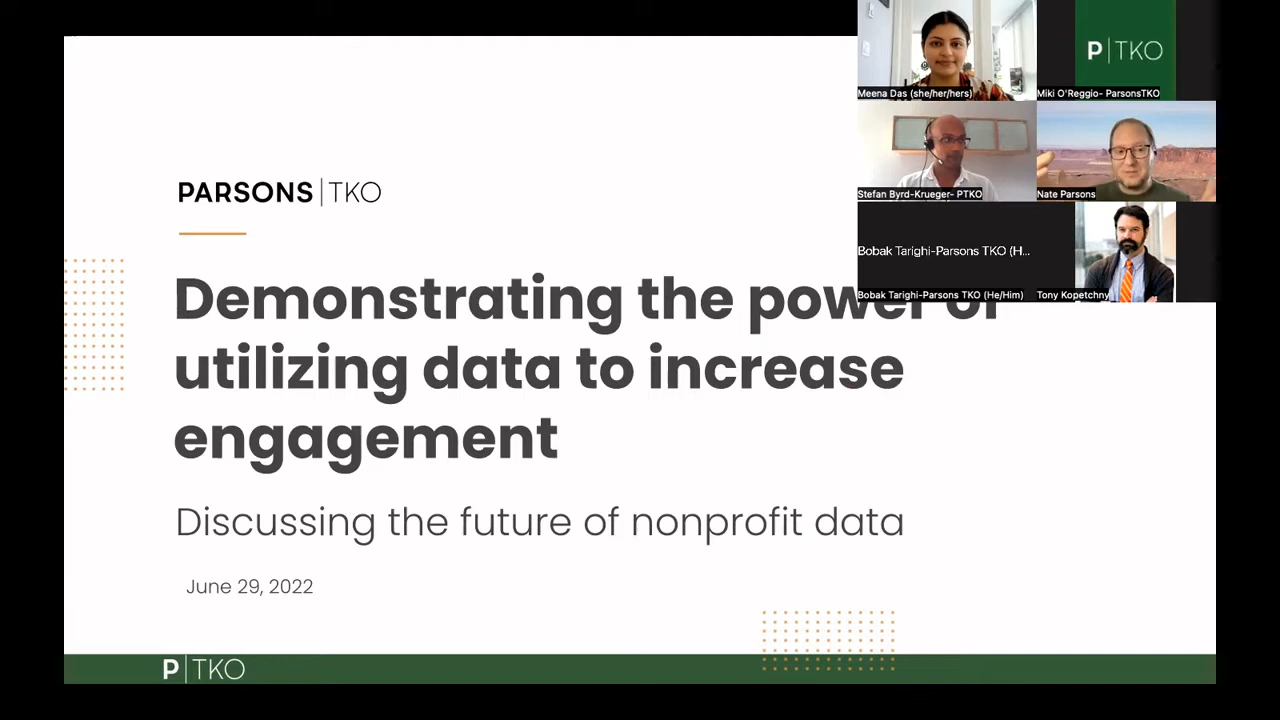 Meena Das (she/her/hers)
P|TKO
Miki O'Reggio- ParsonsTKO
Stefan Byrd-Krueger- PTKO
Nate Parsons
Bobak Tarighi-Parsons TKO (H...
Bobak Tarighi-Parsons TKO (He/Him)
Tony Kopetchny
PARSONS|TKO
Demonstrating the power of
utilizing data to increase
engagement
Discussing the future of nonprofit data
June 29, 2022
P|TKO